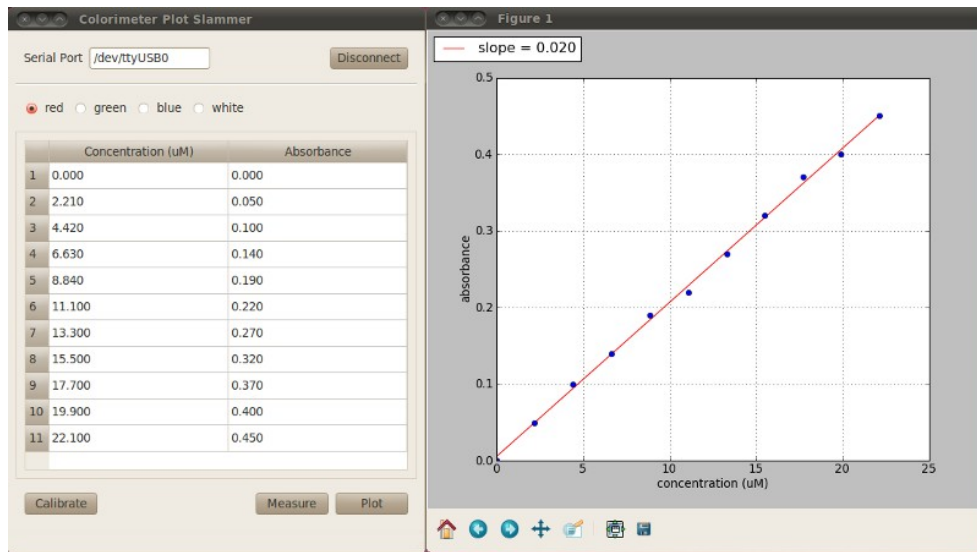 Colorimeter Plot Slammer
Serial Port /dev/ttyUSB0 Disconnect
red green blue white
Concentration (uM) Absorbance
1 0.000 0.000
2 2.210 0.050
3 4.420 0.100
4 6.630 0.140
5 8.840 0.190
6 11.100 0.220
7 13.300 0.270
8 15.500 0.320
9 17.700 0.370
10 19.900 0.400
11 22.100 0.450
Calibrate Measure Plot
Figure 1
slope = 0.020
0.5
0.4
0.3
0.2
0.1
0.0
absorbance
0 5 10 15 20 25
concentration (uM)